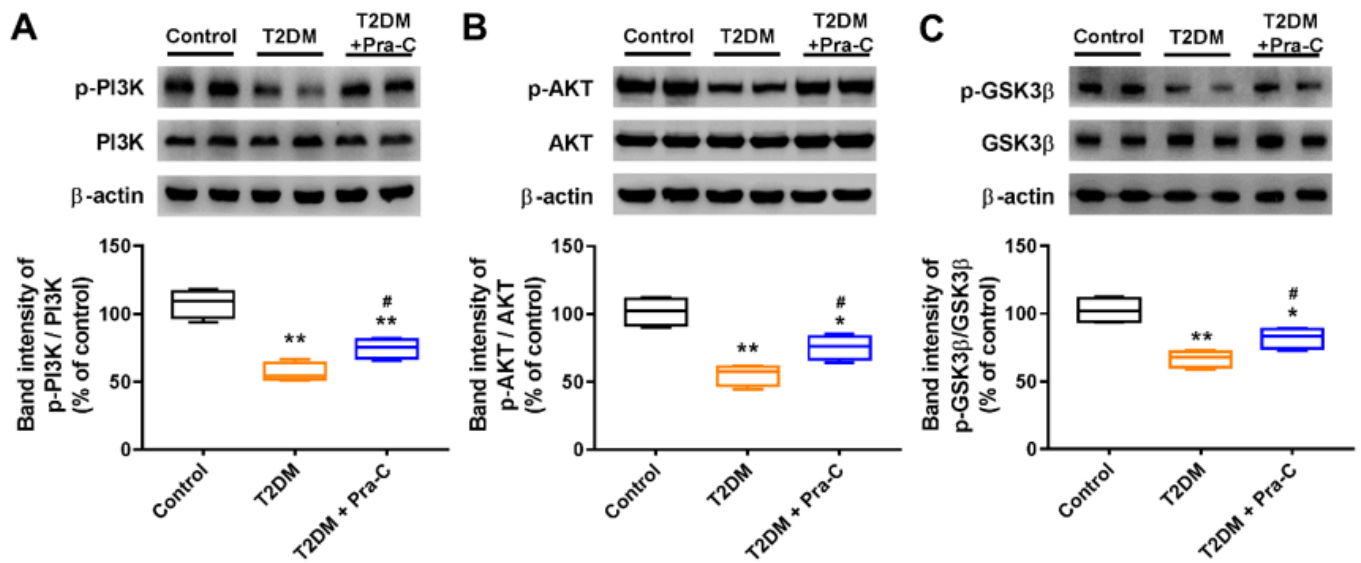 A
Control
T2DM
T2DM
+Pra-C
p-PI3K
PI3K
β-actin
Band intensity of
p-PI3K / PI3K
(% of control)
150
100
50
0
**
#
**
Control
T2DM
T2DM + Pra-C
B
Control
T2DM
T2DM
+Pra-C
p-AKT
AKT
β-actin
Band intensity of
p-AKT / AKT
(% of control)
150
100
50
0
**
#
*
Control
T2DM
T2DM + Pra-C
C
Control
T2DM
T2DM
+Pra-C
p-GSK3β
GSK3β
β-actin
Band intensity of
p-GSK3β/GSK3β
(% of control)
150
100
50
0
**
#
*
Control
T2DM
T2DM + Pra-C